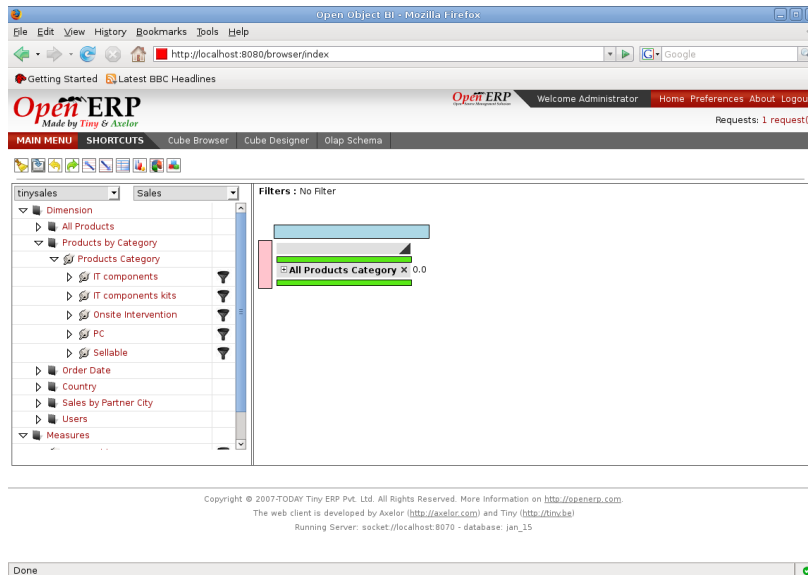 Open Object BI - Mozilla Firefox
File Edit View History Bookmarks Tools Help
http://localhost:8080/browser/index
G Google
Getting Started Latest BBC Headlines
Open ERP
Made by Tiny & Axelor
Open ERP
Welcome Administrator Home Preferences About Logou
Requests: 1 request(
MAIN MENU SHORTCUTS Cube Browser Cube Designer Olap Schema
tinysales Sales
Filters : No Filter
Dimension
All Products
Products by Category
Products Category
IT components
IT components kits
Onsite Intervention
PC
Sellable
Order Date
Country
Sales by Partner City
Users
Measures
All Products Category × 0.0
Copyright © 2007-TODAY Tiny ERP Pvt. Ltd. All Rights Reserved. More Information on http://openerp.com.
The web client is developed by Axelor (http://axelor.com) and Tiny (http://tiny.be)
Running Server: socket://localhost:8070 - database: jan_15
Done